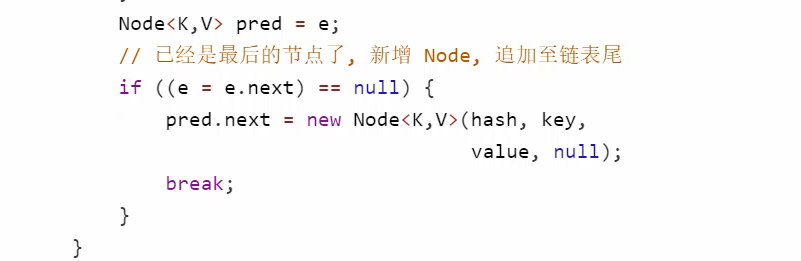 Node<K,V> pred = e;
// 已经是最后的节点了, 新增 Node, 追加至链表尾
if ((e = e.next) == null) {
pred.next = new Node<K,V>(hash, key,
value, null);
break;
}
}